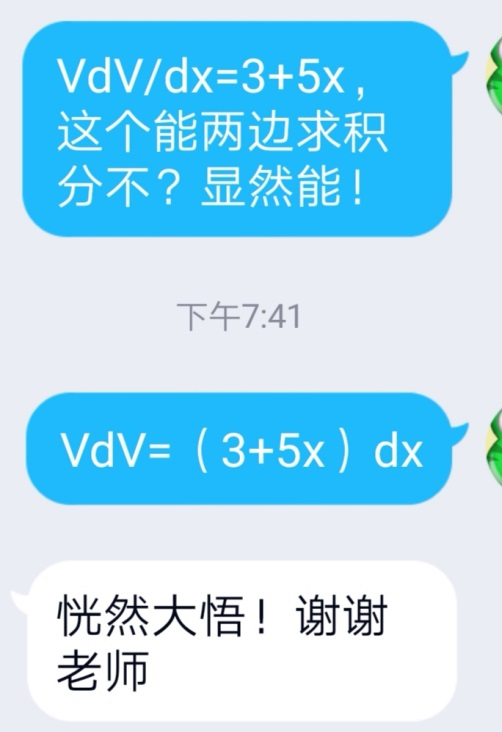 VdV/dx=3+5x，
这个能两边求积
分不？显然能！
下午7:41
VdV=（3+5x）dx
恍然大悟！谢谢
老师